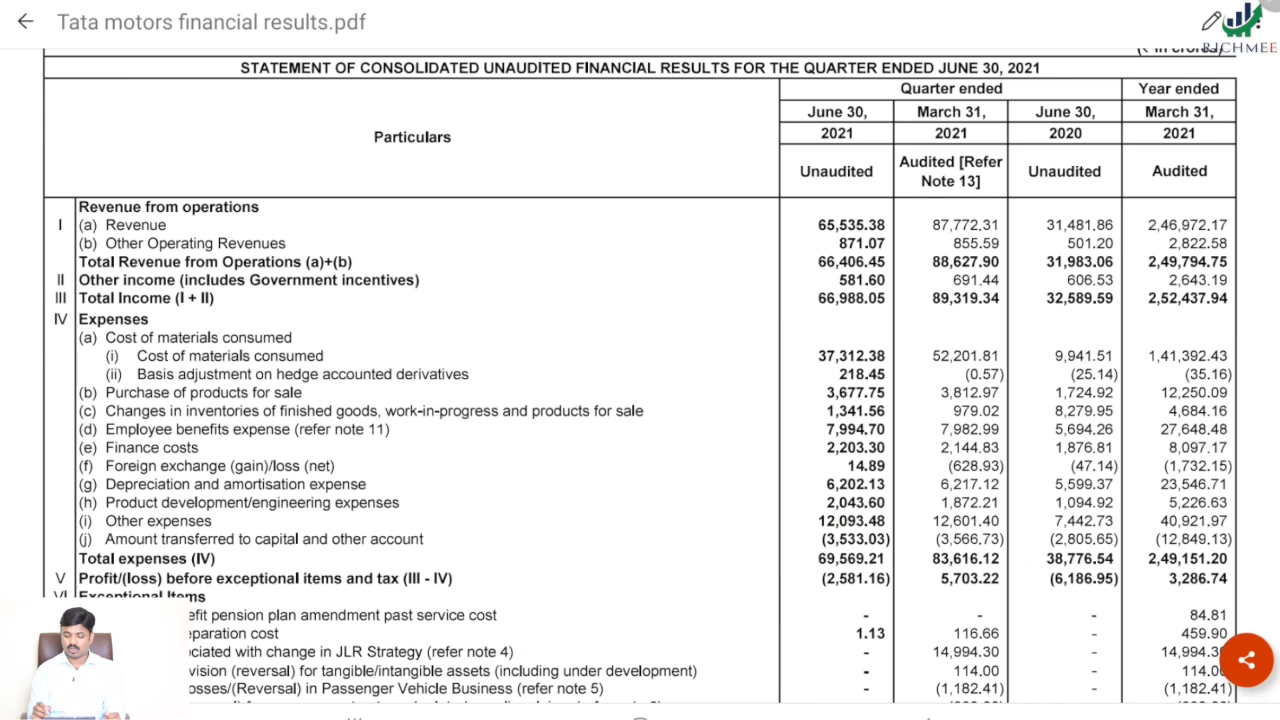 Tata motors financial results.pdf
RICHMEE
STATEMENT OF CONSOLIDATED UNAUDITED FINANCIAL RESULTS FOR THE QUARTER ENDED JUNE 30, 2021
Particulars Quarter ended Year ended
June 30, March 31, June 30, March 31,
2021 2021 2020 2021
Unaudited Audited [Refer Note 13] Unaudited Audited
Revenue from operations
I (a) Revenue 65,535.38 87,772.31 31,481.86 2,46,972.17
(b) Other Operating Revenues 871.07 855.59 501.20 2,822.58
Total Revenue from Operations (a)+(b) 66,406.45 88,627.90 31,983.06 2,49,794.75
II Other income (includes Government incentives) 581.60 691.44 606.53 2,643.19
III Total Income (I + II) 66,988.05 89,319.34 32,589.59 2,52,437.94
IV Expenses
(a) Cost of materials consumed
(i) Cost of materials consumed 37,312.38 52,201.81 9,941.51 1,41,392.43
(ii) Basis adjustment on hedge accounted derivatives 218.45 (0.57) (25.14) (35.16)
(b) Purchase of products for sale 3,677.75 3,812.97 1,724.92 12,250.09
(c) Changes in inventories of finished goods, work-in-progress and products for sale 1,341.56 979.02 8,279.95 4,684.16
(d) Employee benefits expense (refer note 11) 7,994.70 7,982.99 5,694.26 27,648.48
(e) Finance costs 2,203.30 2,144.83 1,876.81 8,097.17
(f) Foreign exchange (gain)/loss (net) 14.89 (628.93) (47.14) (1,732.15)
(g) Depreciation and amortisation expense 6,202.13 6,217.12 5,599.37 23,546.71
(h) Product development/engineering expenses 2,043.60 1,872.21 1,094.92 5,226.63
(i) Other expenses 12,093.48 12,601.40 7,442.73 40,921.97
(j) Amount transferred to capital and other account (3,533.03) (3,566.73) (2,805.65) (12,849.13)
Total expenses (IV) 69,569.21 83,616.12 38,776.54 2,49,151.20
V Profit/(loss) before exceptional items and tax (III - IV) (2,581.16) 5,703.22 (6,186.95) 3,286.74
VI Exceptional Items
efit pension plan amendment past service cost - - - 84.81
eparation cost 1.13 116.66 - 459.90
ciated with change in JLR Strategy (refer note 4) - 14,994.30 - 14,994.3
vision (reversal) for tangible/intangible assets (including under development) - 114.00 - 114.0
osses/(Reversal) in Passenger Vehicle Business (refer note 5) - (1,182.41) - (1,182.41)